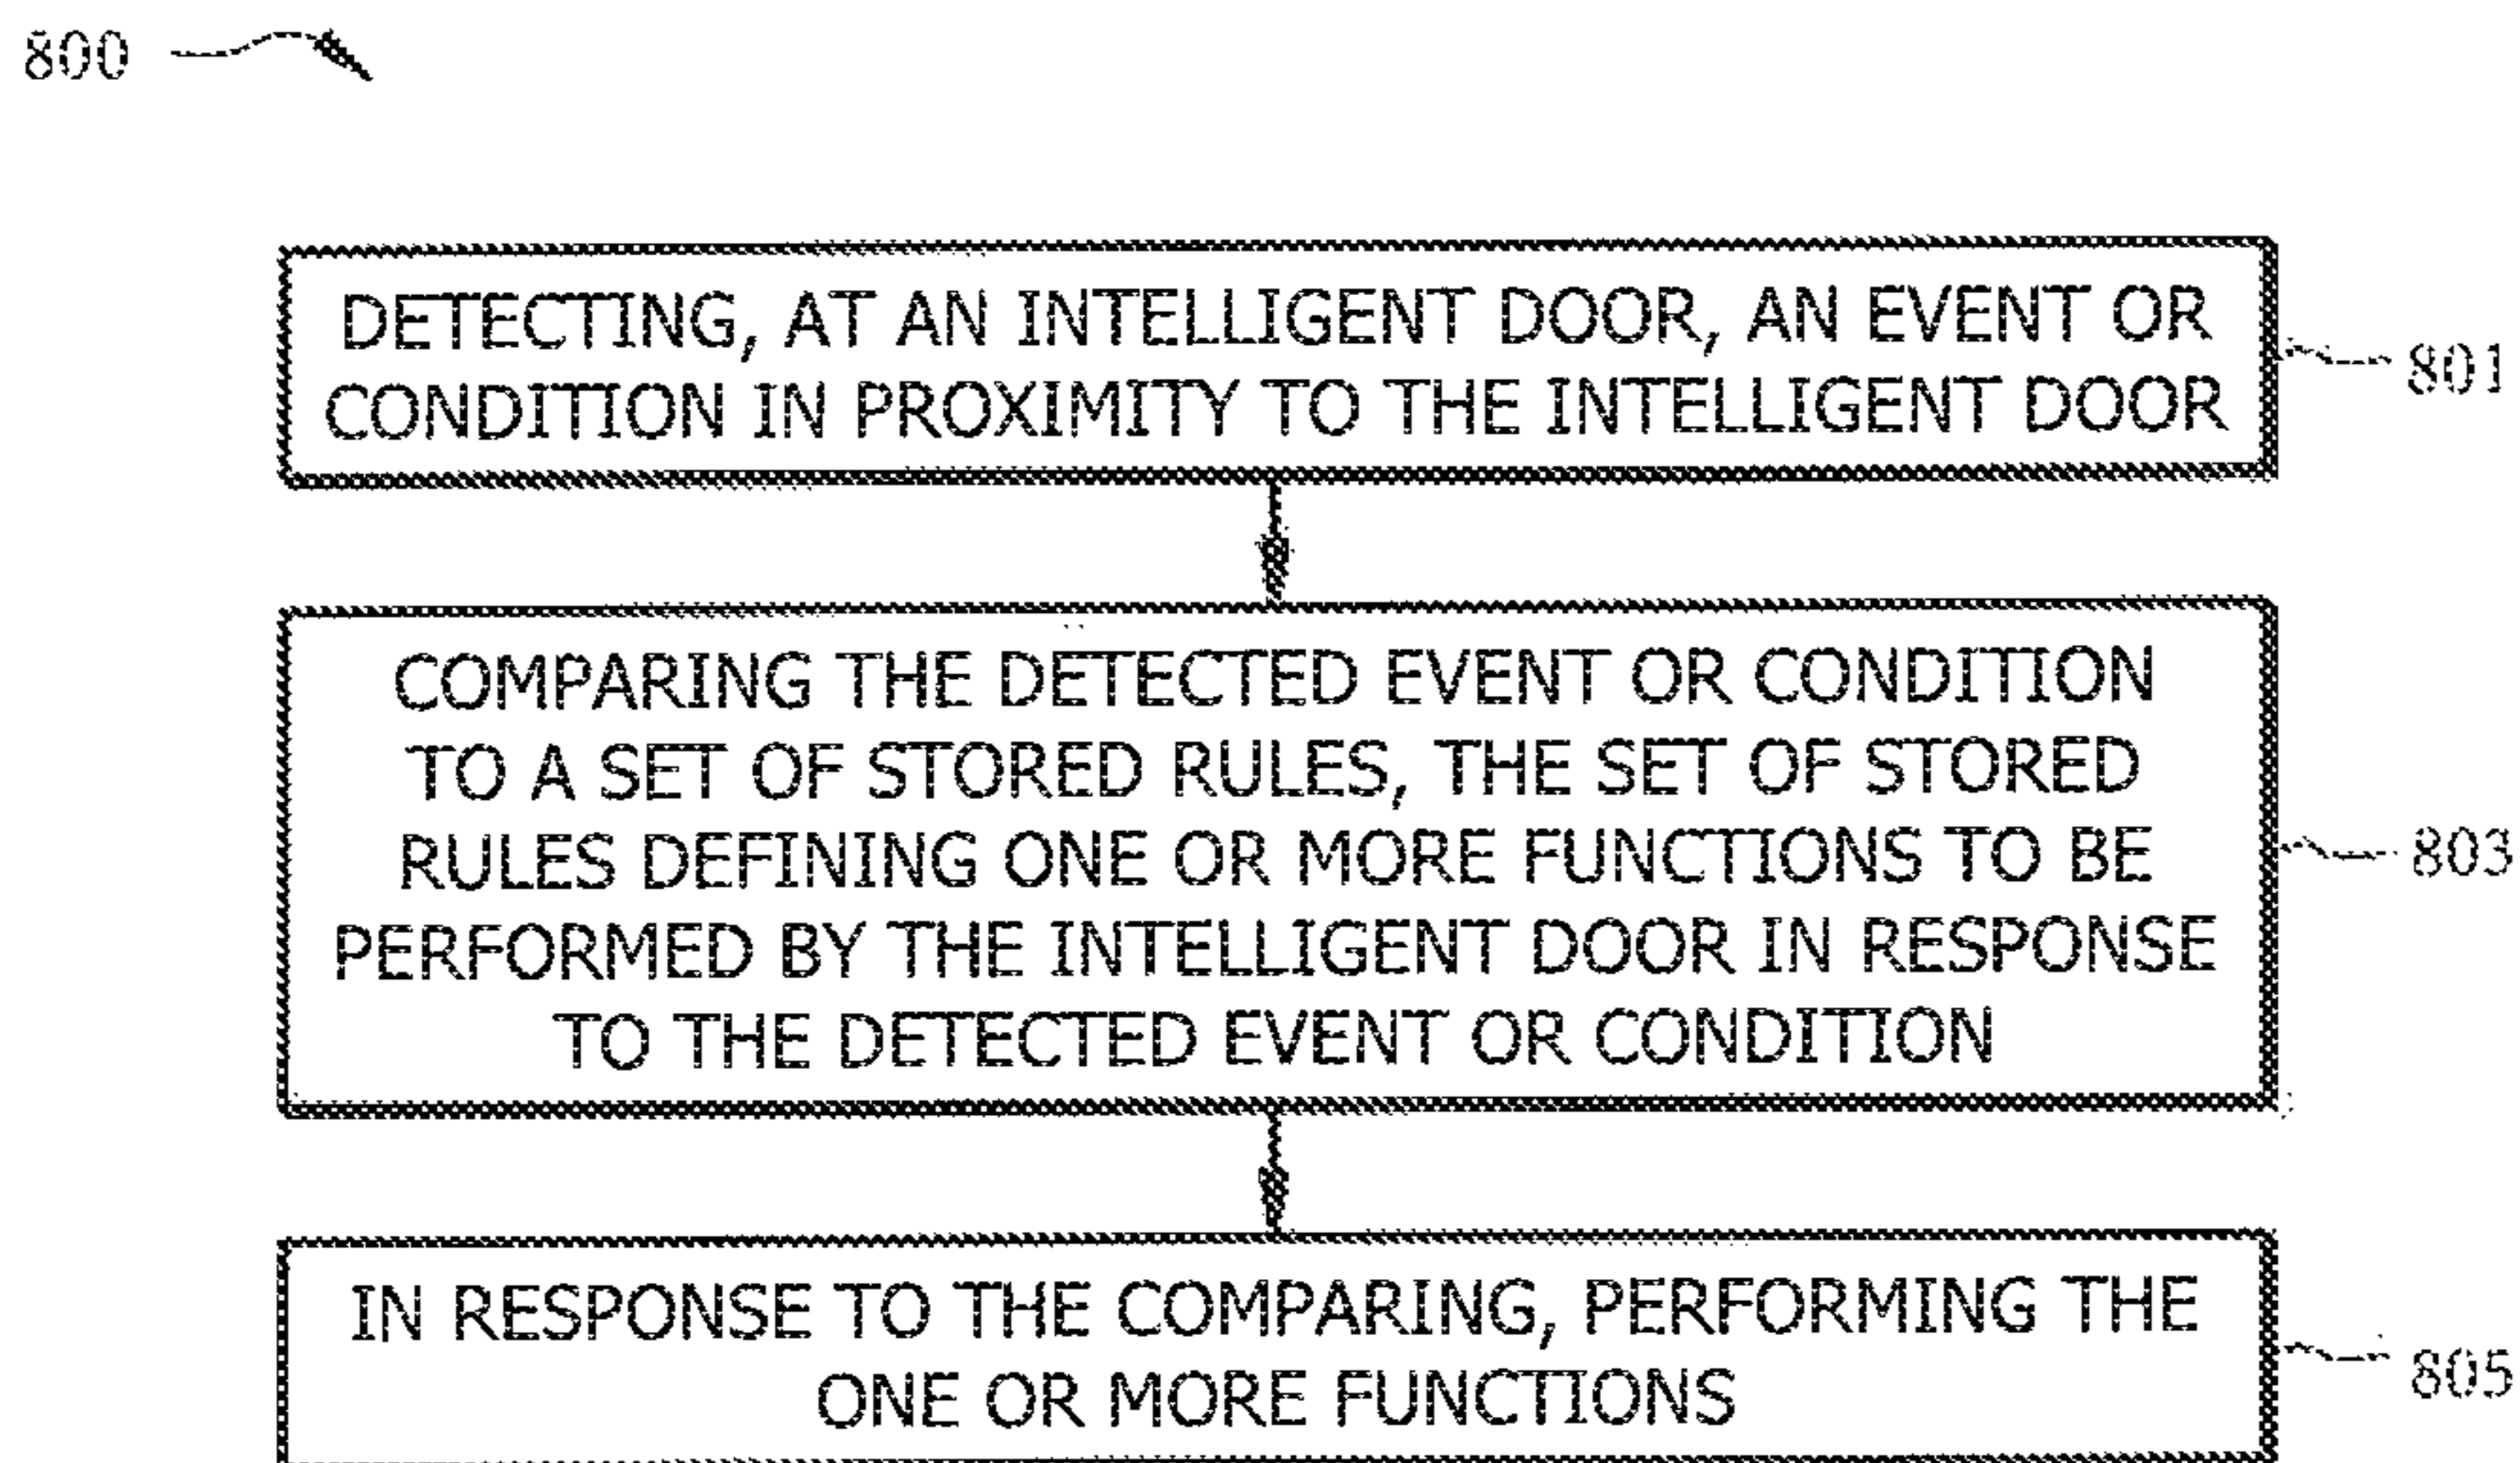 800
DETECTING, AT AN INTELLIGENT DOOR, AN EVENT OR
CONDITION IN PROXIMITY TO THE INTELLIGENT DOOR
801
COMPARING THE DETECTED EVENT OR CONDITION
TO A SET OF STORED RULES, THE SET OF STORED
RULES DEFINING ONE OR MORE FUNCTIONS TO BE
PERFORMED BY THE INTELLIGENT DOOR IN RESPONSE
TO THE DETECTED EVENT OR CONDITION
803
IN RESPONSE TO THE COMPARING, PERFORMING THE
ONE OR MORE FUNCTIONS
805